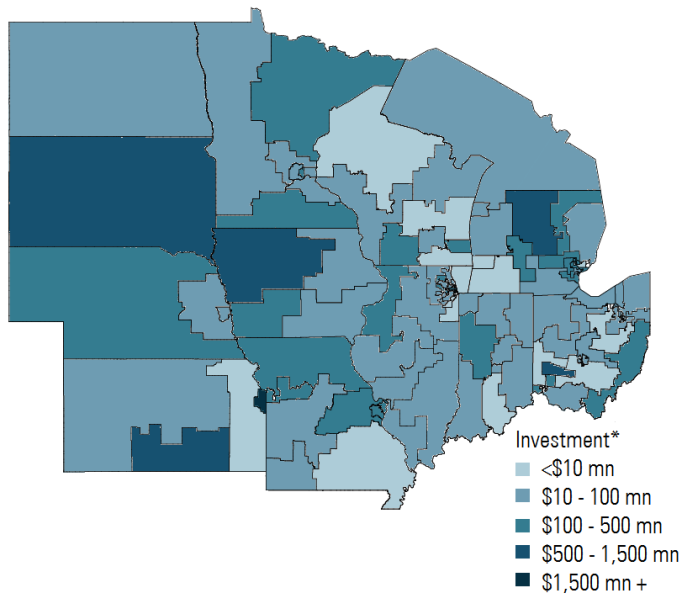 Investment*
<$10 mn
$10 - 100 mn
$100 - 500 mn
$500 - 1,500 mn
$1,500 mn +